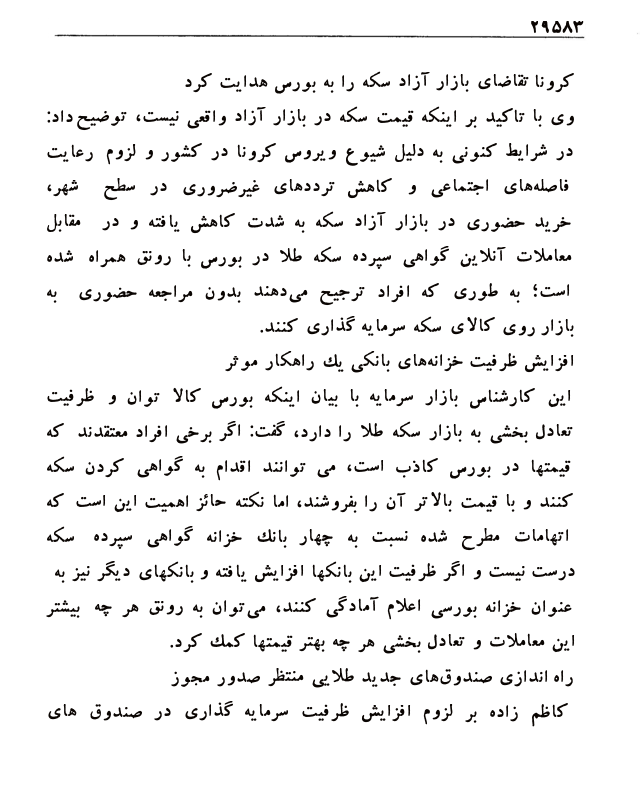 ۲۹۵۸۳
کرونا تقاضای بازار آزاد سکه را به بورس هدایت کرد
وی با تاکید بر اینکه قیمت سکه در بازار آزاد واقعی نیست، توضیح داد:
در شرایط کنونی به دلیل شیوع ویروس کرونا در کشور و لزوم رعایت
فاصله‌های اجتماعی و کاهش ترددهای غیرضروری در سطح شهر،
خرید حضوری در بازار آزاد سکه به شدت کاهش یافته و در مقابل
معاملات آنلاین گواهی سپرده سکه طلا در بورس با رونق همراه شده
است؛ به طوری که افراد ترجیح می‌دهند بدون مراجعه حضوری به
بازار روی کالای سکه سرمایه گذاری کنند.
افزایش ظرفیت خزانه‌های بانکی یك راهکار موثر
این کارشناس بازار سرمایه با بیان اینکه بورس کالا توان و ظرفیت
تعادل بخشی به بازار سکه طلا را دارد، گفت: اگر برخی افراد معتقدند که
قیمتها در بورس کاذب است، می توانند اقدام به گواهی کردن سکه
کنند و با قیمت بالاتر آن را بفروشند، اما نکته حائز اهمیت این است که
اتهامات مطرح شده نسبت به چهار بانك خزانه گواهی سپرده سکه
درست نیست و اگر ظرفیت این بانکها افزایش یافته و بانکهای دیگر نیز به
عنوان خزانه بورسی اعلام آمادگی کنند، می‌توان به رونق هر چه بیشتر
این معاملات و تعادل بخشی هر چه بهتر قیمتها کمك کرد.
راه اندازی صندوق‌های جدید طلایی منتظر صدور مجوز
کاظم زاده بر لزوم افزایش ظرفیت سرمایه گذاری در صندوق های